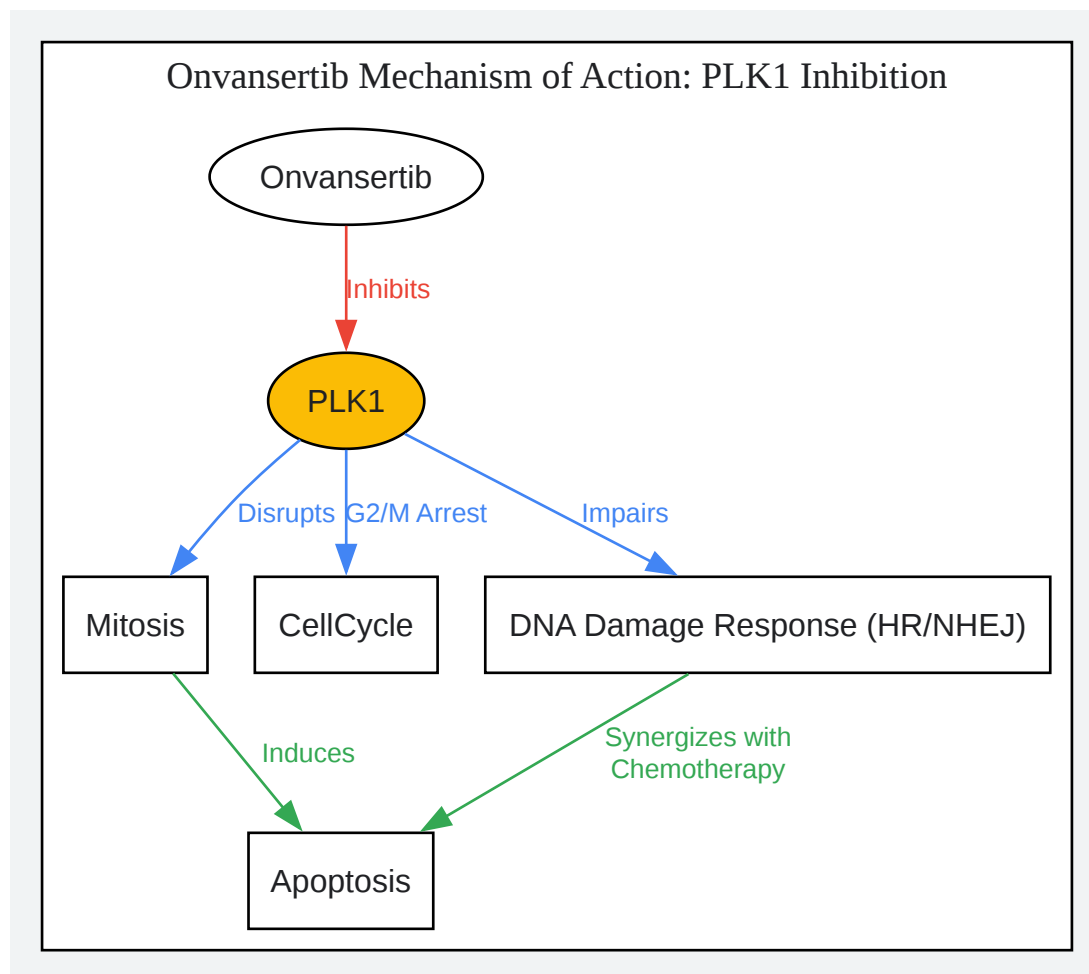 Onvansertib Mechanism of Action: PLK1 Inhibition
Onvansertib
Inhibits
PLK1
Disrupts
G2/M Arrest
Impairs
Mitosis
CellCycle
DNA Damage Response (HR/NHEJ)
Induces
Synergizes with
Chemotherapy
Apoptosis